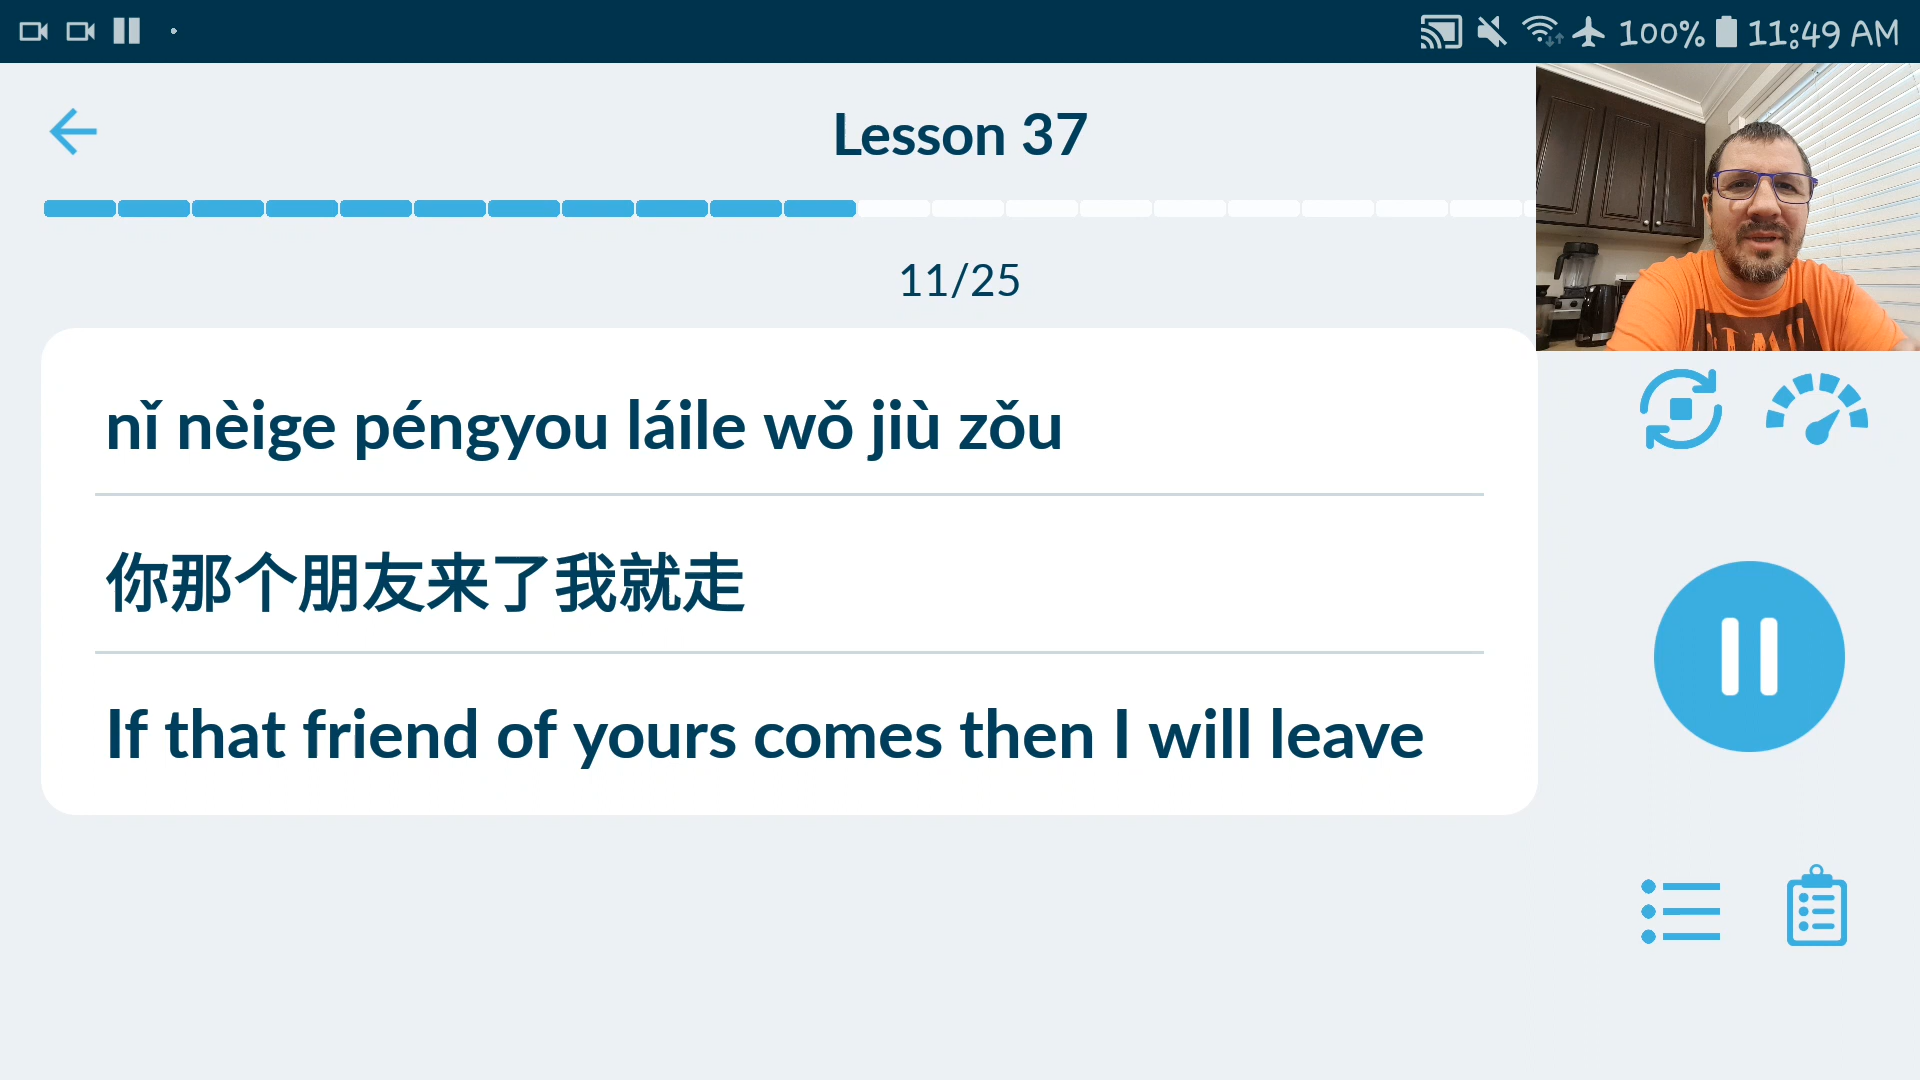 100% 11:49 AM
Lesson 37
11/25
nǐ nèige péngyou láile wǒ jiù zǒu
你那个朋友来了我就走
If that friend of yours comes then I will leave